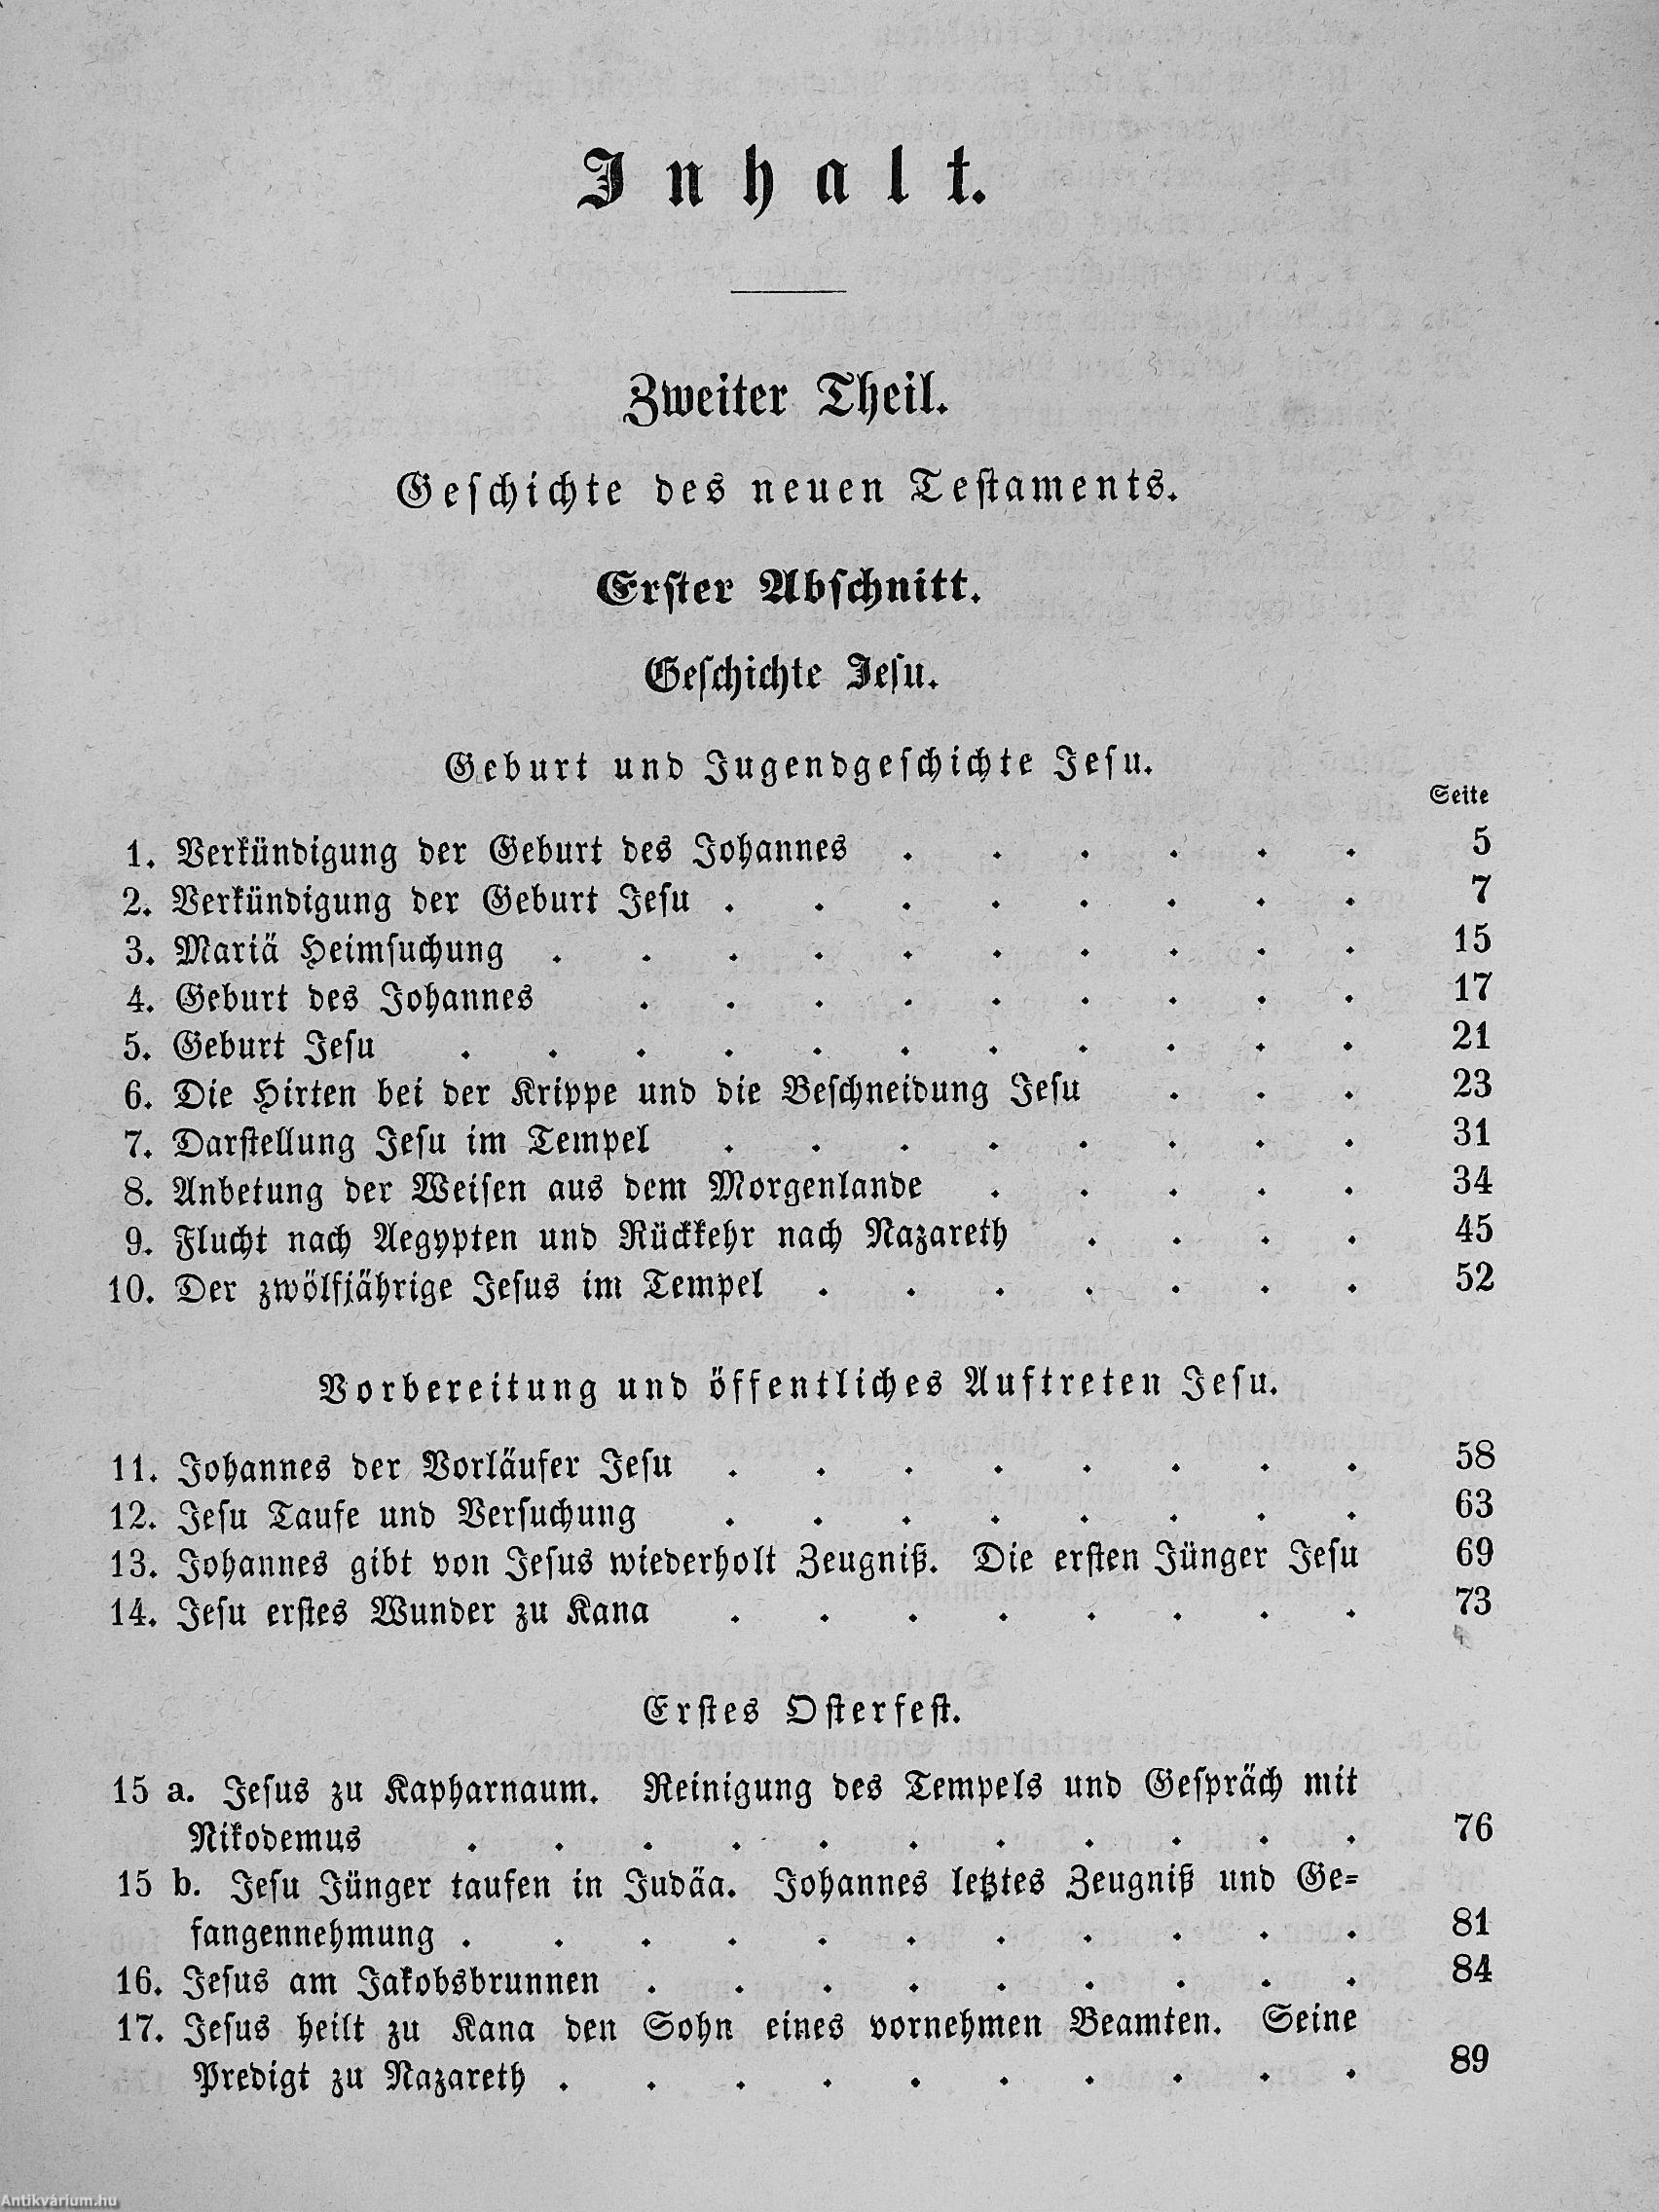 Inhalt.
Zweiter Theil.
Geschichte des neuen Testaments.
Erster Abschnitt.
Geschichte Jesu.
Geburt und Jugendgeschichte Jesu.
Seite
1. Verkündigung der Geburt des Johannes . . . . . . 5
2. Verkündigung der Geburt Jesu . . . . . . . . 7
3. Mariä Heimsuchung . . . . . . . . . . 15
4. Geburt des Johannes . . . . . . . . . 17
5. Geburt Jesu . . . . . . . . . . . 21
6. Die Hirten bei der Krippe und die Beschneidung Jesu . . . 23
7. Darstellung Jesu im Tempel . . . . . . . . 31
8. Anbetung der Weisen aus dem Morgenlande . . . . . 34
9. Flucht nach Aegypten und Rückkehr nach Nazareth . . . . 45
10. Der zwölfjährige Jesus im Tempel . . . . . . . 52
Vorbereitung und öffentliches Auftreten Jesu.
11. Johannes der Vorläufer Jesu . . . . . . . . 58
12. Jesu Taufe und Versuchung . . . . . . . . 63
13. Johannes gibt von Jesus wiederholt Zeugniß. Die ersten Jünger Jesu 69
14. Jesu erstes Wunder zu Kana . . . . . . . . 73
Erstes Osterfest.
15 a. Jesus zu Kapharnaum. Reinigung des Tempels und Gespräch mit
Nikodemus . . . . . . . . . . . 76
15 b. Jesu Jünger taufen in Judäa. Johannes letztes Zeugniß und Ge-
fangennehmung . . . . . . . . . . . 81
16. Jesus am Jakobsbrunnen . . . . . . . . . 84
17. Jesus heilt zu Kana den Sohn eines vornehmen Beamten. Seine
Predigt zu Nazareth . . . . . . . . . . 89
Antikvárium.hu